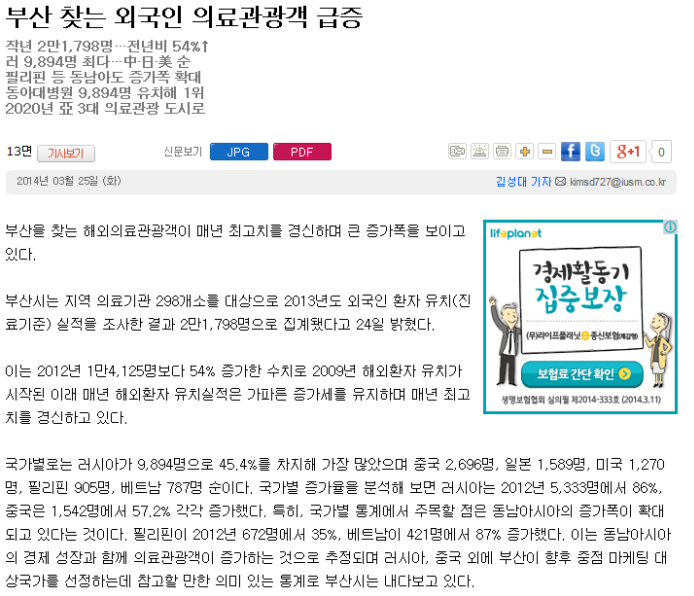 부산 찾는 외국인 의료관광객 급증
작년 2만1,798명…전년비 54%↑
러 9,894명 최다…中·日·美 순
필리핀 등 동남아도 증가폭 확대
동아대병원 9,894명 유치해 1위
2020년 亞 3대 의료관광 도시로
13면 기사보기 신문보기 JPG PDF
g+1 0
2014년 03월 25일 (화) 김성대 기자 kimsd727@iusm.co.kr
부산을 찾는 해외의료관광객이 매년 최고치를 경신하며 큰 증가폭을 보이고
있다.
부산시는 지역 의료기관 298개소를 대상으로 2013년도 외국인 환자 유치(진
료기준) 실적을 조사한 결과 2만1,798명으로 집계됐다고 24일 밝혔다.
이는 2012년 1만4,125명보다 54% 증가한 수치로 2009년 해외환자 유치가
시작된 이래 매년 해외환자 유치실적은 가파른 증가세를 유지하며 매년 최고
치를 경신하고 있다.
lifeplanet
경제활동기
집중보장
(무)라이프플래닛e종신보험(체감형)
보험료 간단 확인
생명보험협회 심의필 제2014-333호 (2014.3.11)
국가별로는 러시아가 9,894명으로 45.4%를 차지해 가장 많았으며 중국 2,696명, 일본 1,589명, 미국 1,270
명, 필리핀 905명, 베트남 787명 순이다. 국가별 증가율을 분석해 보면 러시아는 2012년 5,333명에서 86%,
중국은 1,542명에서 57.2% 각각 증가했다. 특히, 국가별 통계에서 주목할 점은 동남아시아의 증가폭이 확대
되고 있다는 것이다. 필리핀이 2012년 672명에서 35%, 베트남이 421명에서 87% 증가했다. 이는 동남아시아
의 경제 성장과 함께 의료관광객이 증가하는 것으로 추정되며 러시아, 중국 외에 부산이 향후 중점 마케팅 대
상국가를 선정하는데 참고할 만한 의미 있는 통계로 부산시는 내다보고 있다.